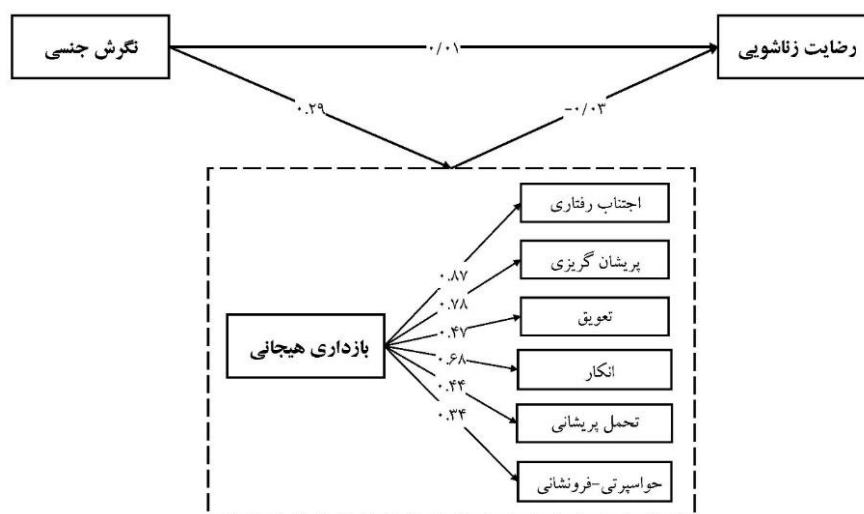 نگرش جنسی
۰/۰۱
رضایت زناشویی
۰.۲۹
-۰/۰۳
اجتناب رفتاری
پریشان گریزی
تعویق
انکار
تحمل پریشانی
حواسپرتی-فرونشانی
بازداری هیجانی
۰.۸۷
۰.۷۸
۰.۴۷
۰.۶۸
۰.۴۴
۰.۳۴